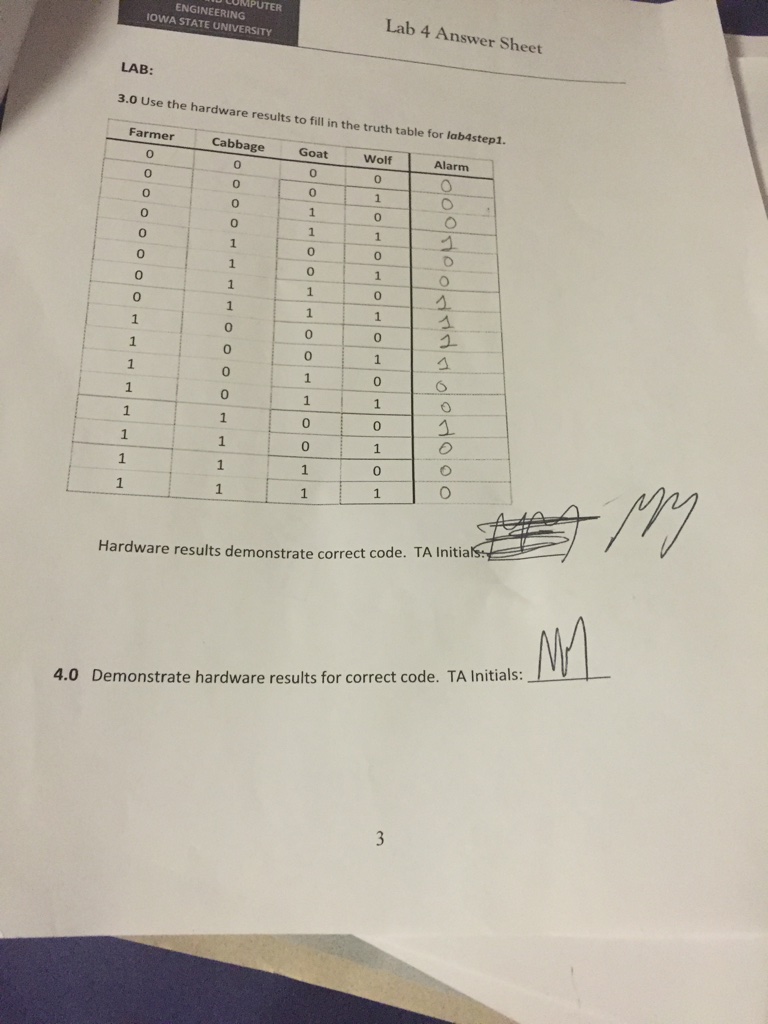 COMPUTER
ENGINEERING
IOWA STATE UNIVERSITY
Lab 4 Answer Sheet
LAB:
3.0 Use the hardware results to fill in the truth table for lab4step1.
Farmer Cabbage Goat Wolf Alarm
0 0 0 0 0
0 0 0 1 0
0 0 1 0 0
0 0 1 1 1
0 1 0 0 0
0 1 0 1 0
0 1 1 0 1
0 1 1 1 1
1 0 0 0 1
1 0 0 1 1
1 0 1 0 0
1 0 1 1 0
1 1 0 0 1
1 1 0 1 0
1 1 1 0 0
1 1 1 1 0
Hardware results demonstrate correct code. TA Initials:
4.0 Demonstrate hardware results for correct code. TA Initials:
3